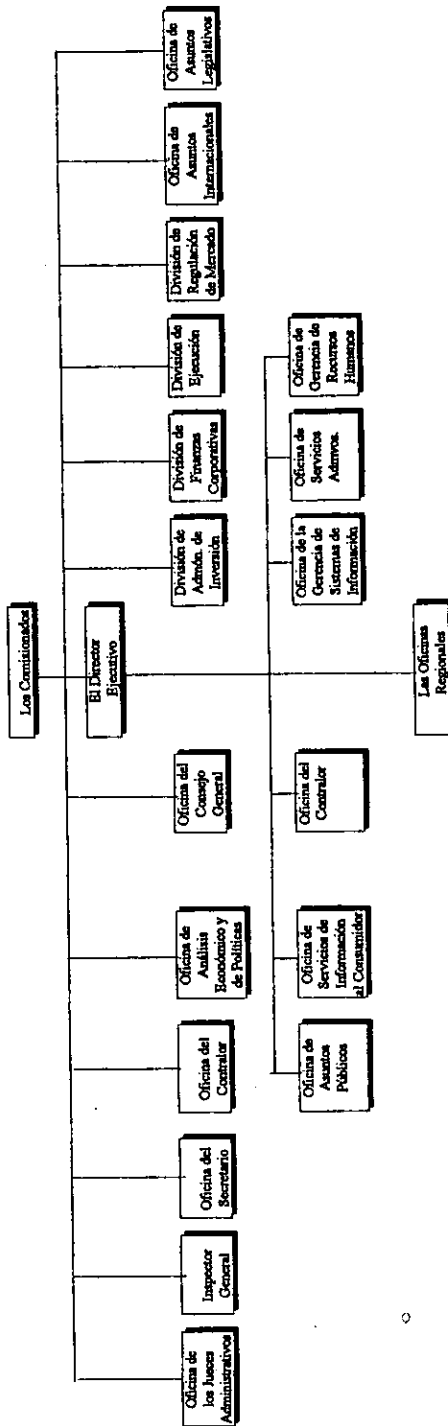 Los Comisionados
El Director
Ejecutivo
Oficina de
los Jueces
Administrativos
Inspector
General
Oficina del
Secretario
Oficina del
Contralor
Oficina de
Análisis
Económico y
de Políticas
Oficina del
Consejo
General
División de
Admón. de
Inversión
División de
Finanzas
Corporativas
División de
Ejecución
División de
Regulación
de Mercado
Oficina de
Asuntos
Internacionales
Oficina de
Asuntos
Legislativos
Oficina de
Asuntos
Públicos
Oficina de
Servicios de
Información
al Consumidor
Oficina del
Contralor
Oficina de la
Gerencia de
Sistemas de
Información
Oficina de
Servicios
Admvos.
Oficina de
Gerencia de
Recursos
Humanos
Las Oficinas
Regionales